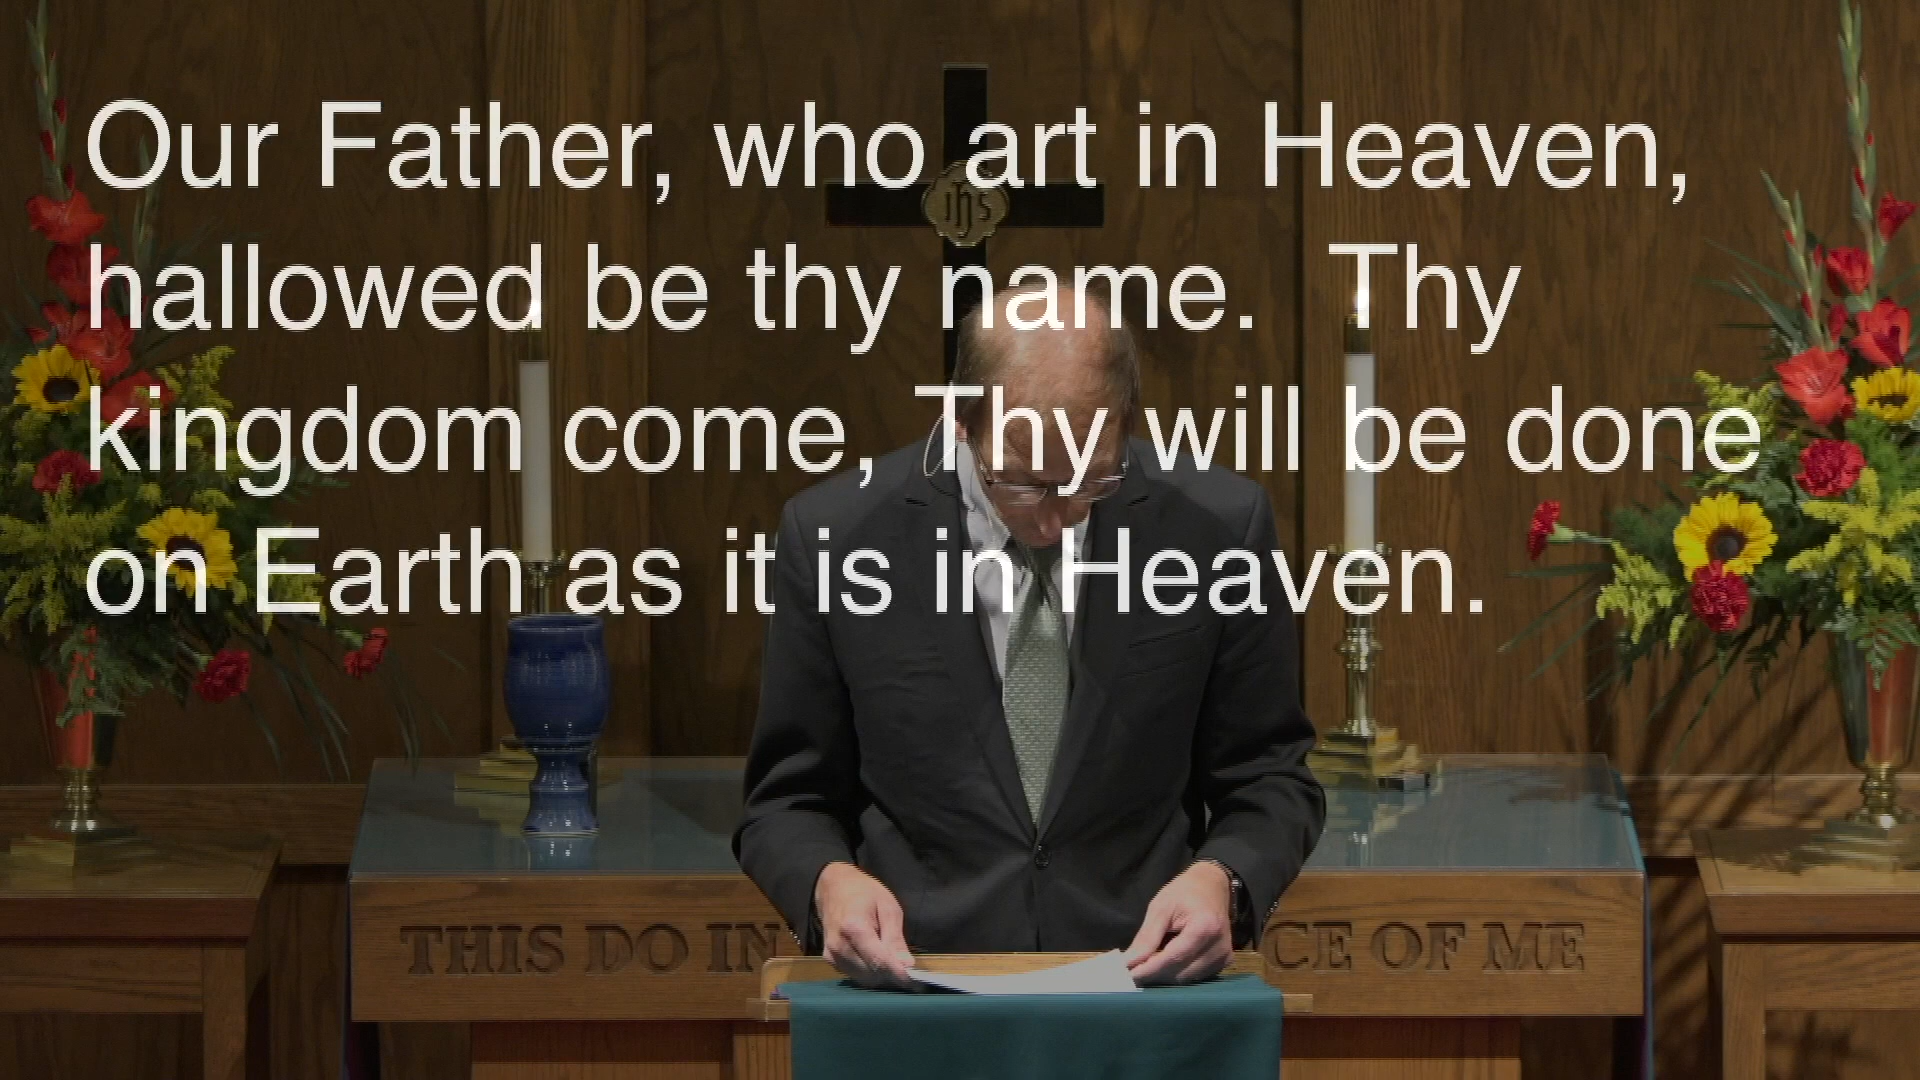 Our Father, who art in Heaven,
hallowed be thy name.  Thy
kingdom come, Thy will be done
on Earth as it is in Heaven.
IHS
THIS DO IN CE OF ME